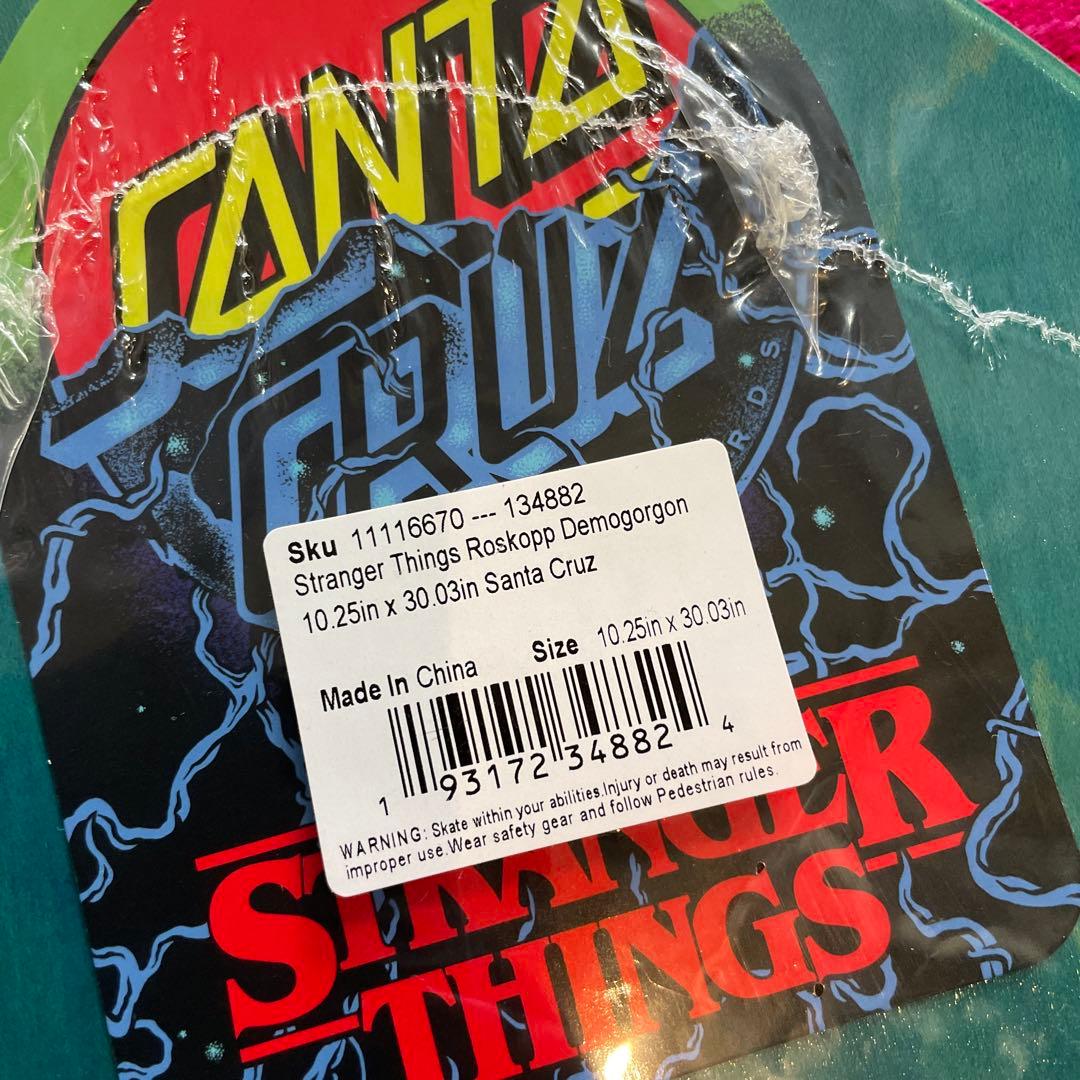 SANTA
CRUZ
RDS
Sku 11116670 --- 134882
Stranger Things Roskopp Demogorgon
10.25in x 30.03in Santa Cruz
Size 10.25in x 30.03in
Made In China
1 93172 34882 4
WARNING: Skate within your abilities.Injury or death may result from
improper use.Wear safety gear and follow Pedestrian rules.
STRANGER
THINGS